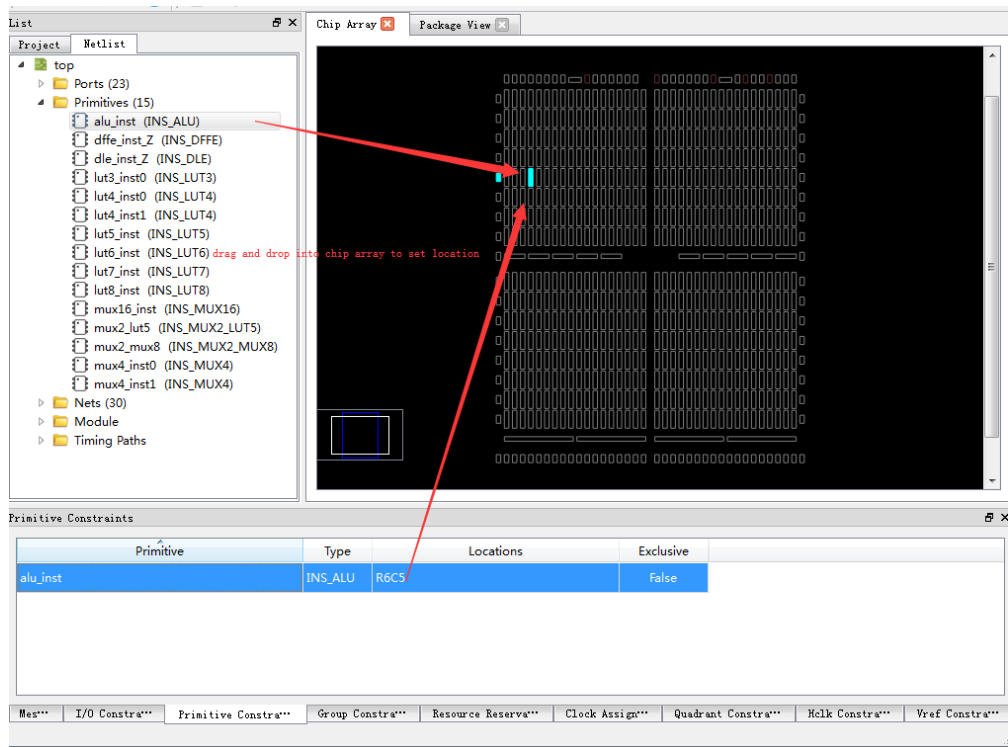 List
Chip Array
Package View
Project
Netlist
top
Ports (23)
Primitives (15)
alu_inst (INS_ALU)
dffe_inst_Z (INS_DFFE)
dle_inst_Z (INS_DLE)
lut3_inst0 (INS_LUT3)
lut4_inst0 (INS_LUT4)
lut4_inst1 (INS_LUT4)
lut5_inst (INS_LUT5)
lut6_inst (INS_LUT6) drag and drop into chip array to set location
lut7_inst (INS_LUT7)
lut8_inst (INS_LUT8)
mux16_inst (INS_MUX16)
mux2_lut5 (INS_MUX2_LUT5)
mux2_mux8 (INS_MUX2_MUX8)
mux4_inst0 (INS_MUX4)
mux4_inst1 (INS_MUX4)
Nets (30)
Module
Timing Paths
Primitive Constraints
Primitive Type Locations Exclusive
alu_inst INS_ALU R6C5 False
Mes··· I/O Constra··· Primitive Constra··· Group Constra··· Resource Reserva··· Clock Assign··· Quadrant Constra··· Hclk Constra··· Vref Constra···